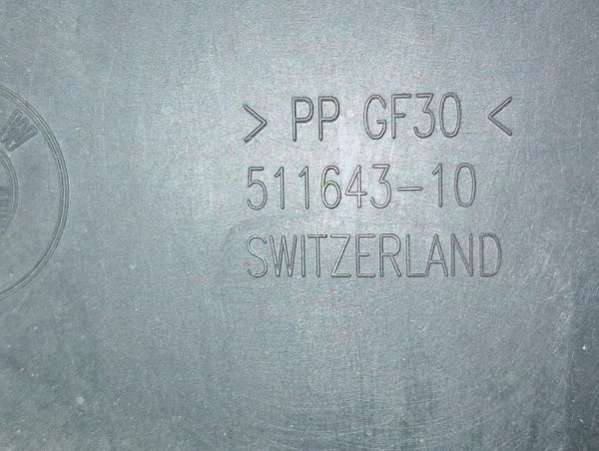 > PP GF30 <
511643-10
SWITZERLAND
W